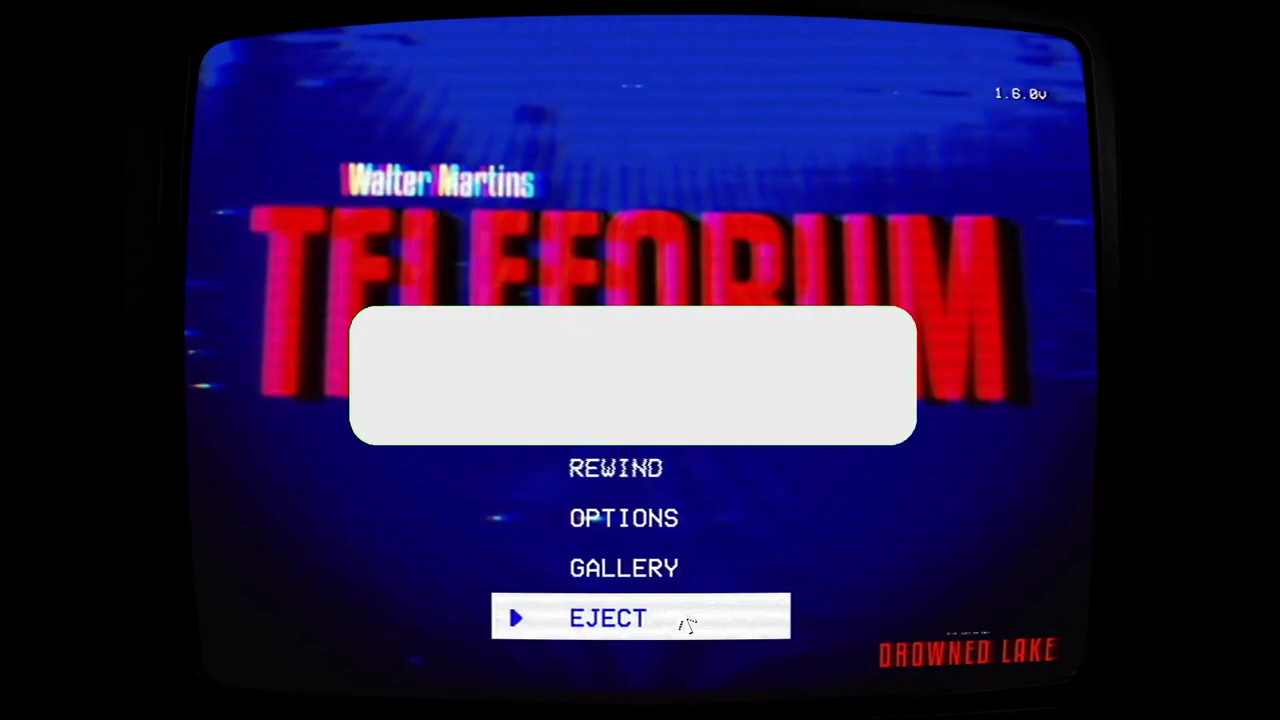 1.6.0v
Walter Martins
TELEFORUM
REWIND
OPTIONS
GALLERY
EJECT
DROWNED LAKE